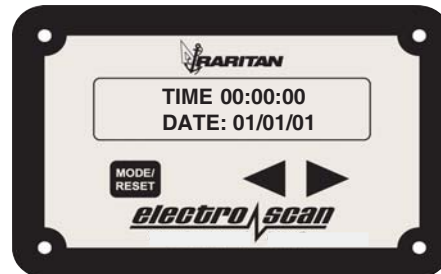 RARITAN
TIME 00:00:00
DATE: 01/01/01
MODE/
RESET
electro scan